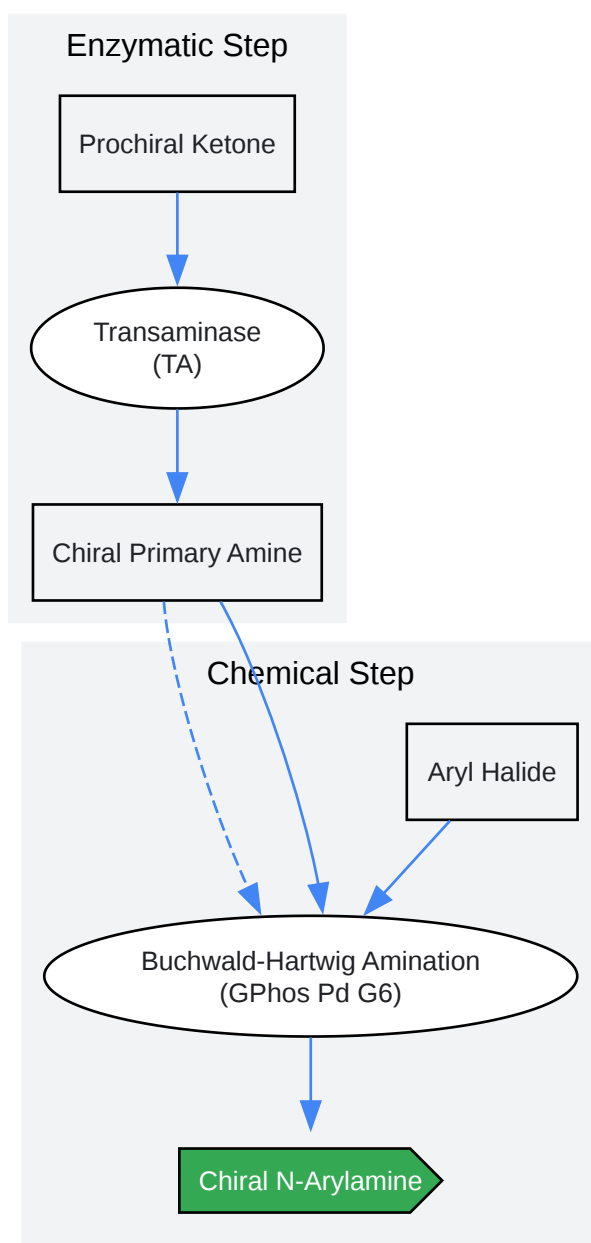 Enzymatic Step
Prochiral Ketone
Transaminase
(TA)
Chiral Primary Amine
Chemical Step
Aryl Halide
Buchwald-Hartwig Amination
(GPhos Pd G6)
Chiral N-Arylamine